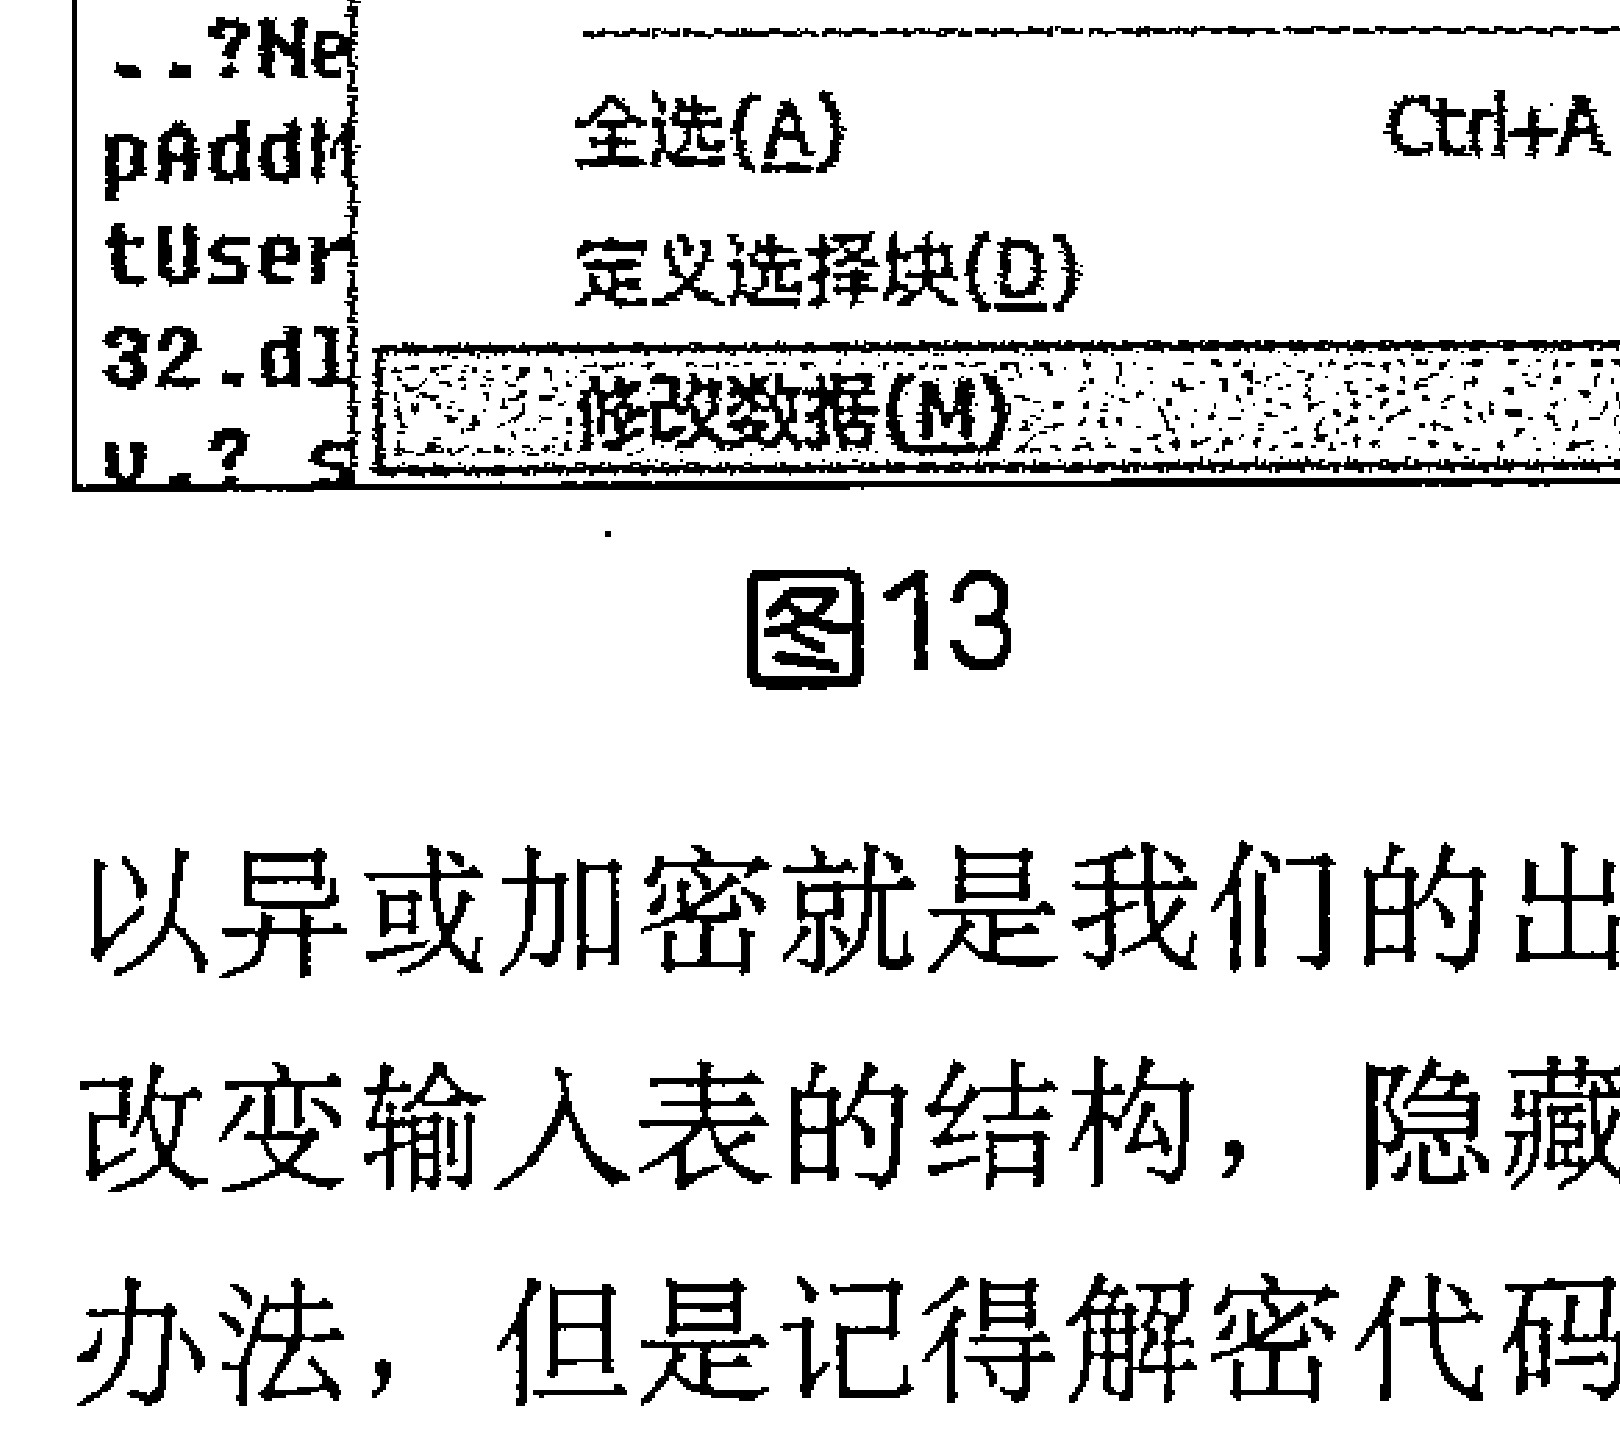 ..?Ne
pAddM
tUser
32.dl
u.? s
全选(A) Ctrl+A
定义选择块(D)
修改数据(M)
图13
以异或加密就是我们的出
改变输入表的结构，隐藏
办法，但是记得解密代码